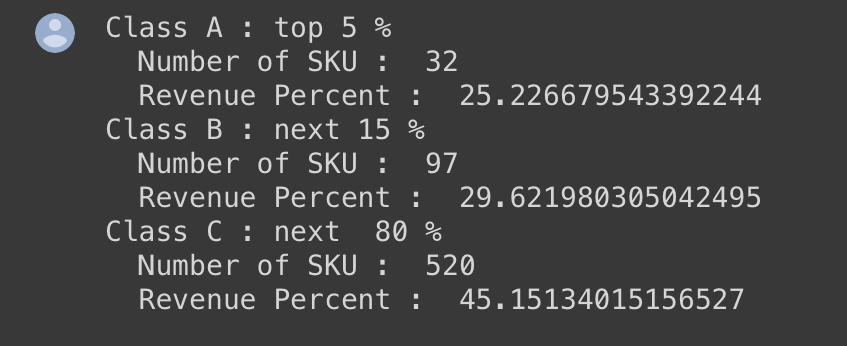 Class A : top 5 %
Number of SKU :  32
Revenue Percent :  25.226679543392244
Class B : next 15 %
Number of SKU :  97
Revenue Percent :  29.621980305042495
Class C : next  80 %
Number of SKU :  520
Revenue Percent :  45.15134015156527